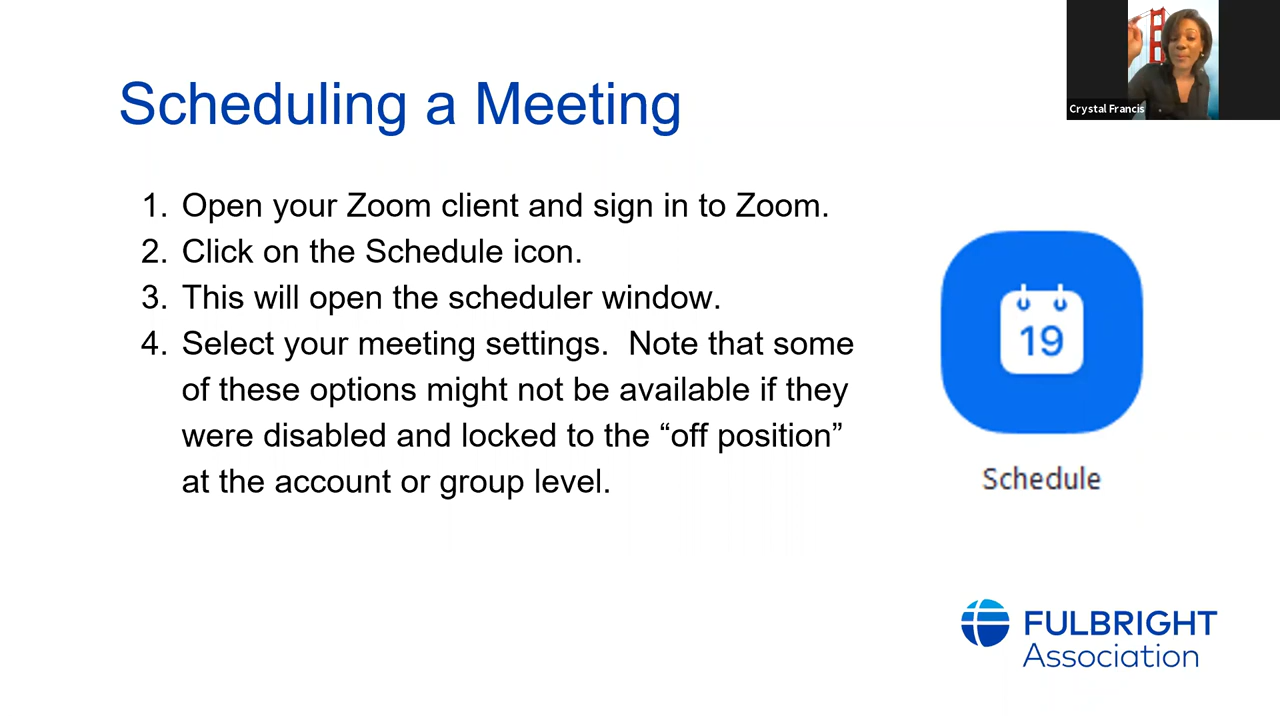 Scheduling a Meeting
Crystal Francis
1. Open your Zoom client and sign in to Zoom.
2. Click on the Schedule icon.
3. This will open the scheduler window.
4. Select your meeting settings.  Note that some
of these options might not be available if they
were disabled and locked to the “off position”
at the account or group level.
19
Schedule
FULBRIGHT
Association